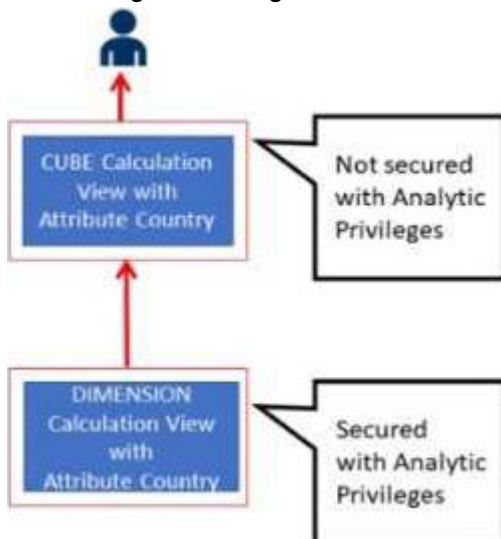 CUBE Calculation
View with
Attribute Country
Not secured
with Analytic
Privileges
DIMENSION
Calculation View
with
Attribute Country
Secured
with Analytic
Privileges